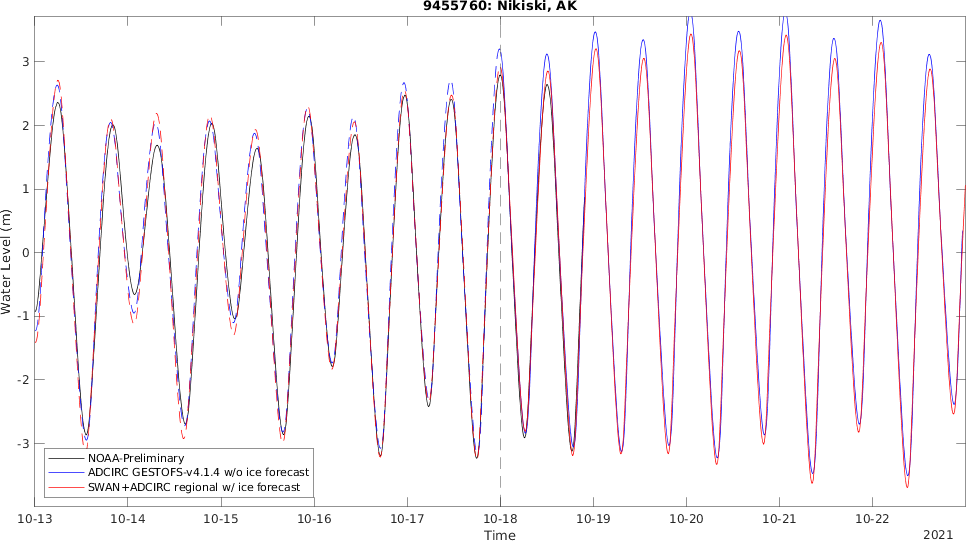 9455760: Nikiski, AK
3
2
1
0
-1
-2
-3
Water Level (m)
NOAA-Preliminary
ADCIRC GESTOFS-v4.1.4 w/o ice forecast
SWAN+ADCIRC regional w/ ice forecast
10-13 10-14 10-15 10-16 10-17 10-18 10-19 10-20 10-21 10-22
Time
2021